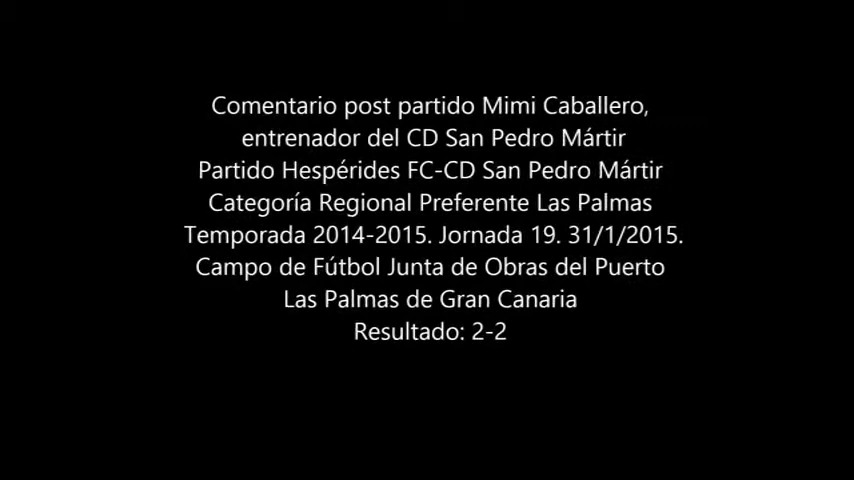 Comentario post partido Mimi Caballero,
entrenador del CD San Pedro Mártir
Partido Hespérides FC-CD San Pedro Mártir
Categoría Regional Preferente Las Palmas
Temporada 2014-2015. Jornada 19. 31/1/2015.
Campo de Fútbol Junta de Obras del Puerto
Las Palmas de Gran Canaria
Resultado: 2-2